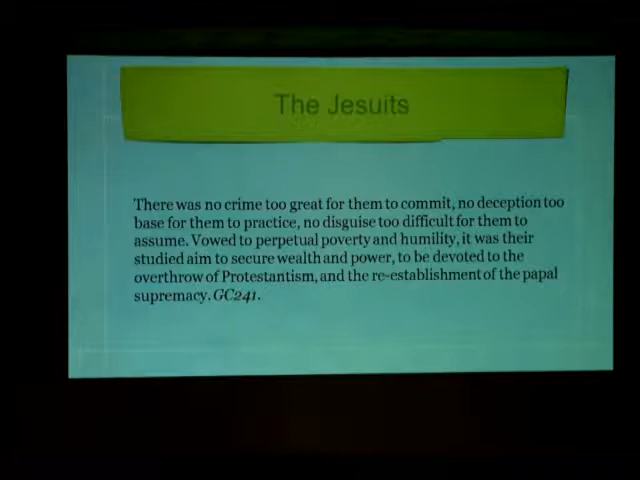 The Jesuits
There was no crime too great for them to commit, no deception too
base for them to practice, no disguise too difficult for them to
assume. Vowed to perpetual poverty and humility, it was their
studied aim to secure wealth and power, to be devoted to the
overthrow of Protestantism, and the re-establishment of the papal
supremacy. GC241.